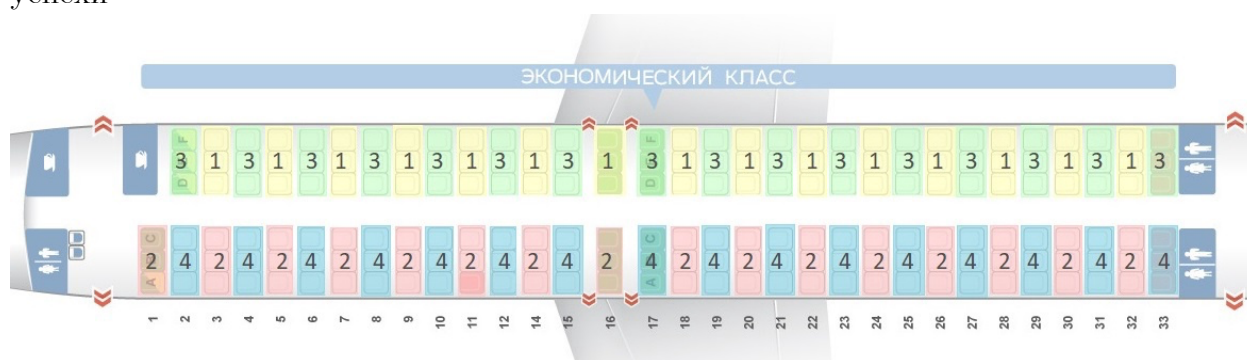 успехи
ЭКОНОМИЧЕСКИЙ КЛАСС
F F
3 1 3 1 3 1 3 1 3 1 3 1 3 1 3 1 3 1 3 1 3 1 3 1 3 1 3 1 3 1 3
D D
C C
2 4 2 4 2 4 2 4 2 4 2 4 2 4 2 4 2 4 2 4 2 4 2 4 2 4 2 4 2 4 2 4
A A
1 2 3 4 5 6 7 8 9 10 11 12 14 15 16 17 18 19 20 21 22 23 24 25 26 27 28 29 30 31 32 33